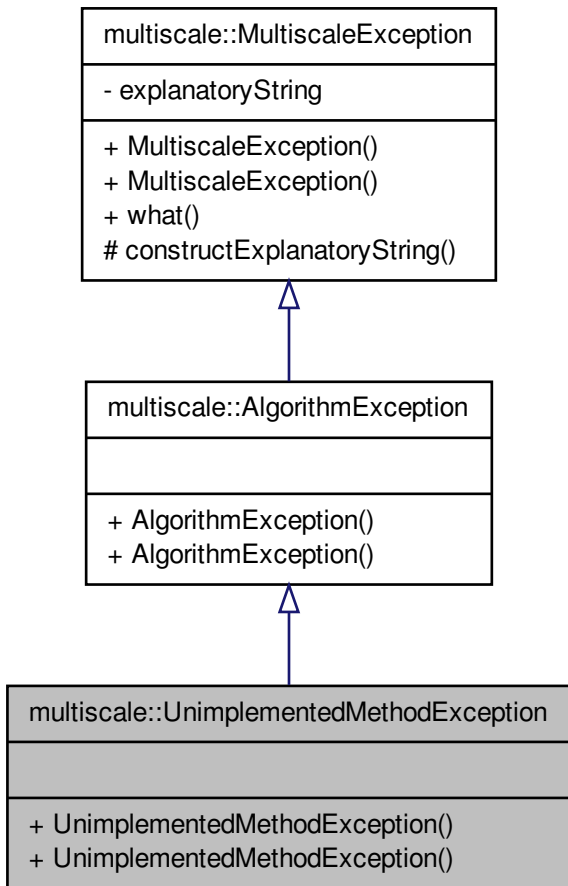 multiscale::MultiscaleException
- explanatoryString
+ MultiscaleException()
+ MultiscaleException()
+ what()
# constructExplanatoryString()
multiscale::AlgorithmException
+ AlgorithmException()
+ AlgorithmException()
multiscale::UnimplementedMethodException
+ UnimplementedMethodException()
+ UnimplementedMethodException()